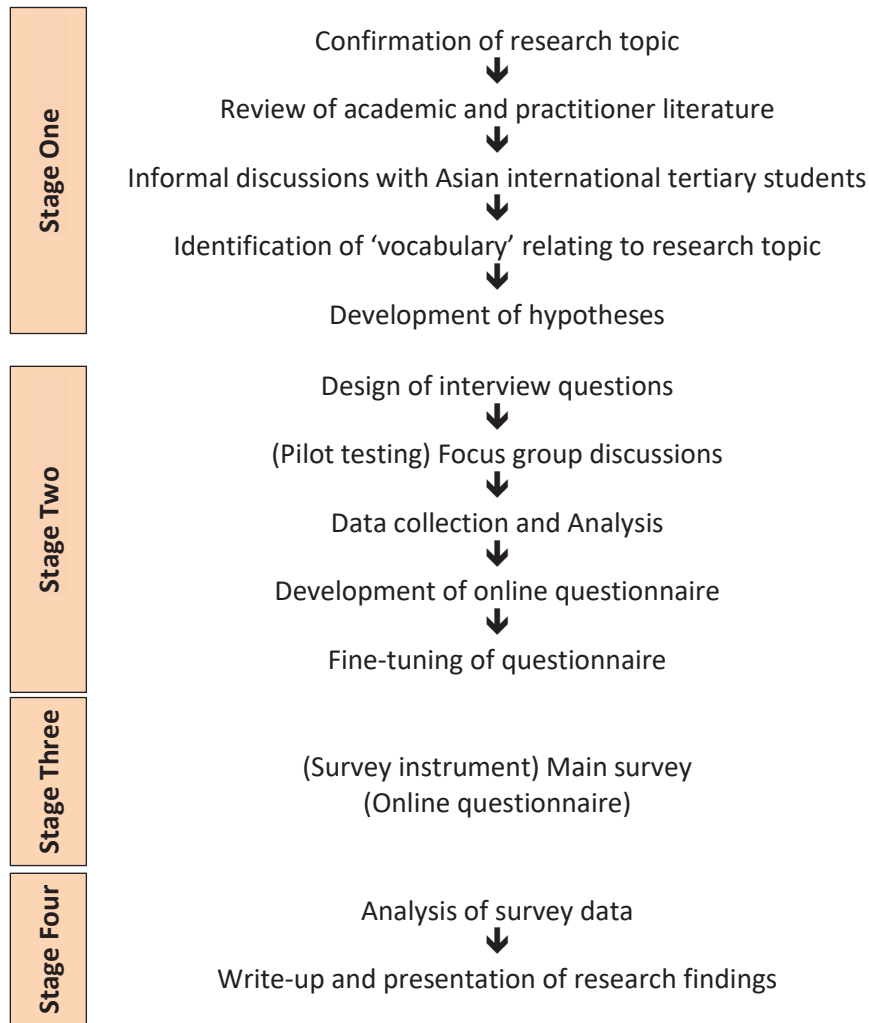 Stage One
Confirmation of research topic
Review of academic and practitioner literature
Informal discussions with Asian international tertiary students
Identification of ‘vocabulary’ relating to research topic
Development of hypotheses
Stage Two
Design of interview questions
(Pilot testing) Focus group discussions
Data collection and Analysis
Development of online questionnaire
Fine-tuning of questionnaire
Stage Three
(Survey instrument) Main survey
(Online questionnaire)
Stage Four
Analysis of survey data
Write-up and presentation of research findings